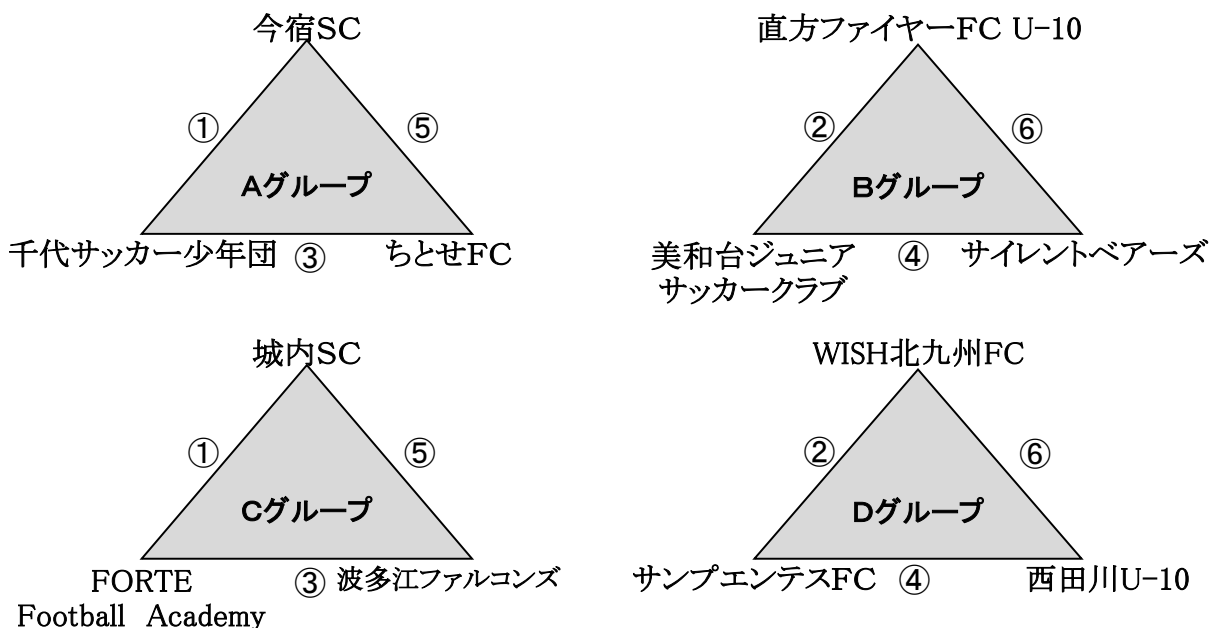 今宿SC
① ⑤
Aグループ
千代サッカー少年団 ③ ちとせFC
直方ファイヤーFC U-10
② ⑥
Bグループ
美和台ジュニア
サッカークラブ
④ サイレントベアーズ
城内SC
① ⑤
Cグループ
FORTE
Football Academy
③ 波多江ファルコンズ
WISH北九州FC
② ⑥
Dグループ
サンプエンテスFC ④ 西田川U-10